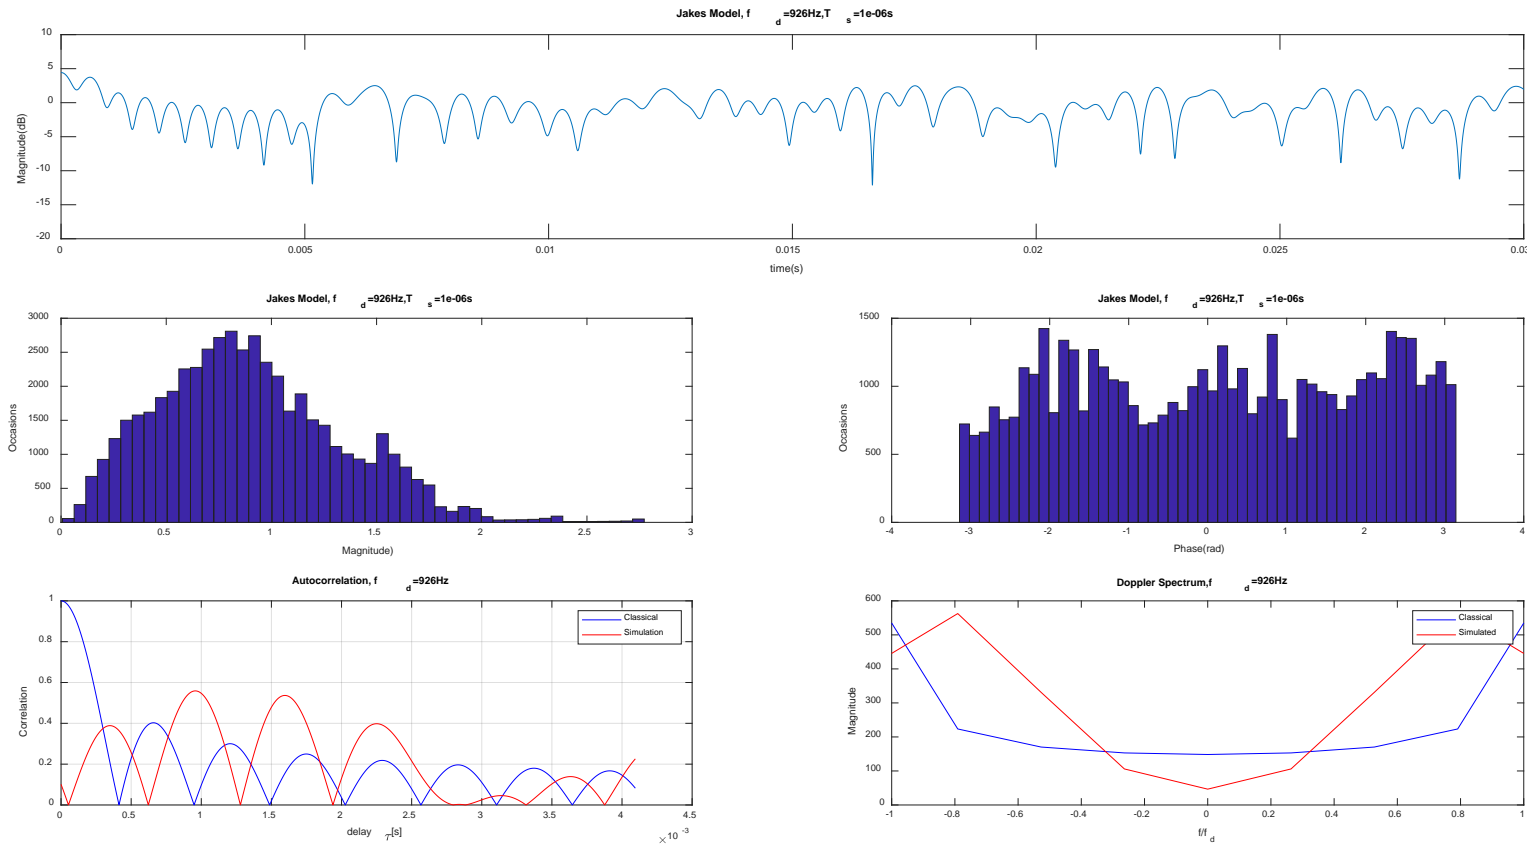 Jakes Model, f d=926Hz,T s=1e-06s
10
5
0
-5
-10
-15
-20
Magnitude(dB)
0 0.005 0.01 0.015 0.02 0.025 0.03
time(s)
Jakes Model, f d=926Hz,T s=1e-06s
3000
2500
2000
1500
1000
500
0
Occasions
0 0.5 1 1.5 2 2.5 3
Magnitude)
Jakes Model, f d=926Hz,T s=1e-06s
1500
1000
500
0
Occasions
-4 -3 -2 -1 0 1 2 3 4
Phase(rad)
Autocorrelation, f d=926Hz
1
0.8
0.6
0.4
0.2
0
Correlation
Classical
Simulation
0 0.5 1 1.5 2 2.5 3 3.5 4 4.5
delay τ[s]
×10 -3
Doppler Spectrum,f d=926Hz
600
500
400
300
200
100
0
Magnitude
Classical
Simulated
-1 -0.8 -0.6 -0.4 -0.2 0 0.2 0.4 0.6 0.8 1
f/f d